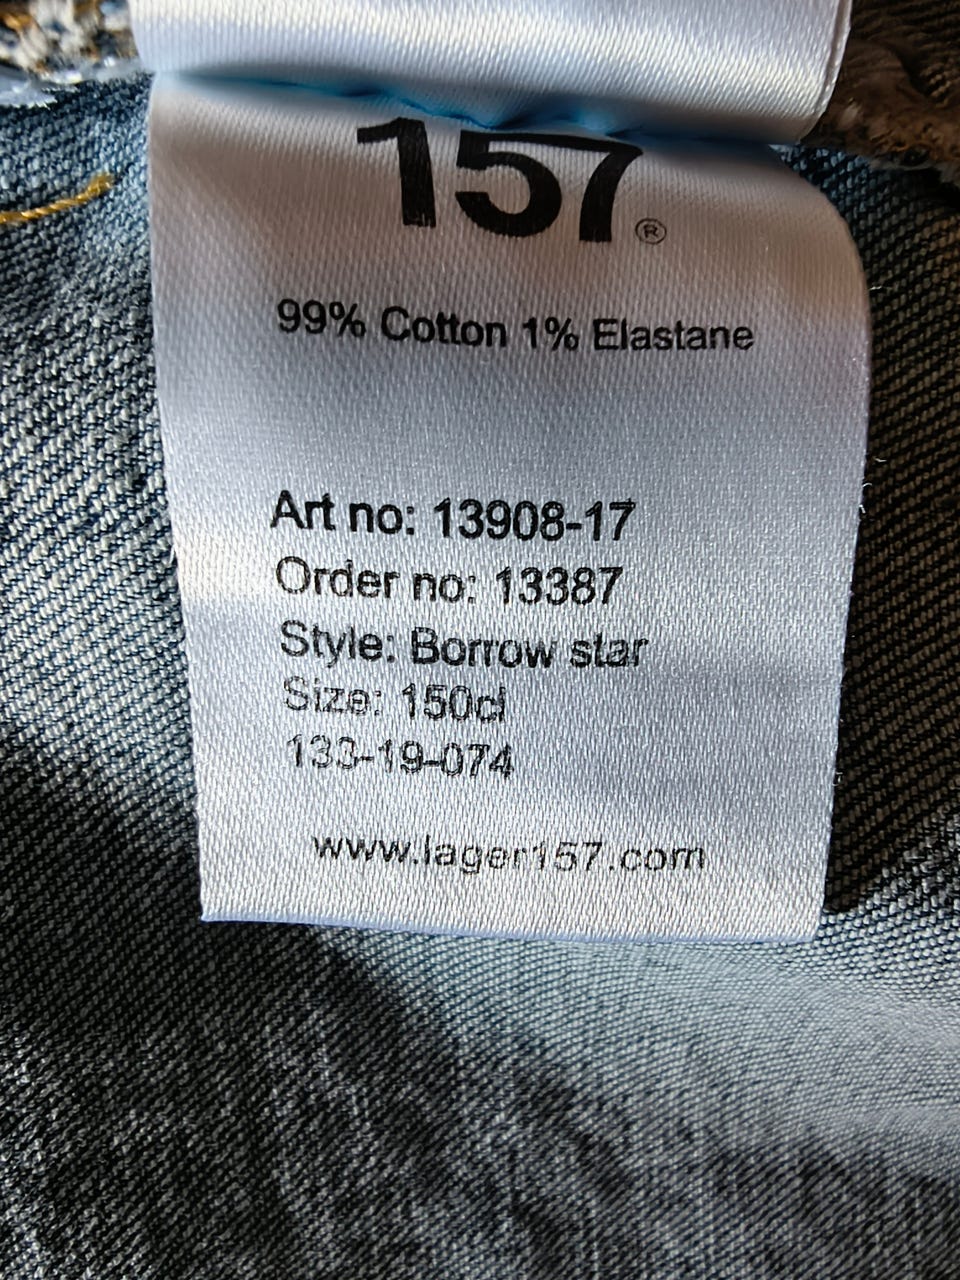 157®
99% Cotton 1% Elastane
Art no: 13908-17
Order no: 13387
Style: Borrow star
Size: 150cl
133-19-074
www.lager157.com